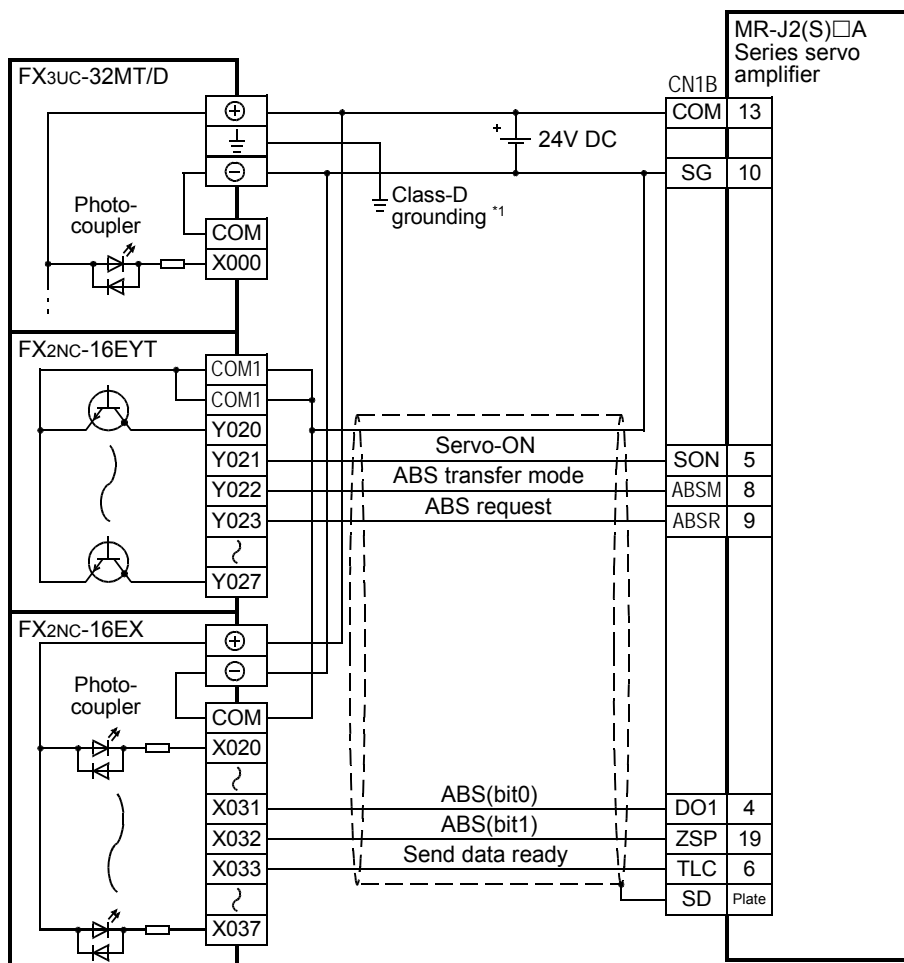 MR-J2(S)□A
Series servo
amplifier
FX3UC-32MT/D
CN1B
COM 13
24V DC
SG 10
Class-D
grounding *1
Photo-
coupler
COM
X000
FX2NC-16EYT
COM1
COM1
Y020
Y021 Servo-ON SON 5
Y022 ABS transfer mode ABSM 8
Y023 ABS request ABSR 9
Y027
FX2NC-16EX
Photo-
coupler
COM
X020
X031 ABS(bit0) DO1 4
X032 ABS(bit1) ZSP 19
X033 Send data ready TLC 6
SD Plate
X037